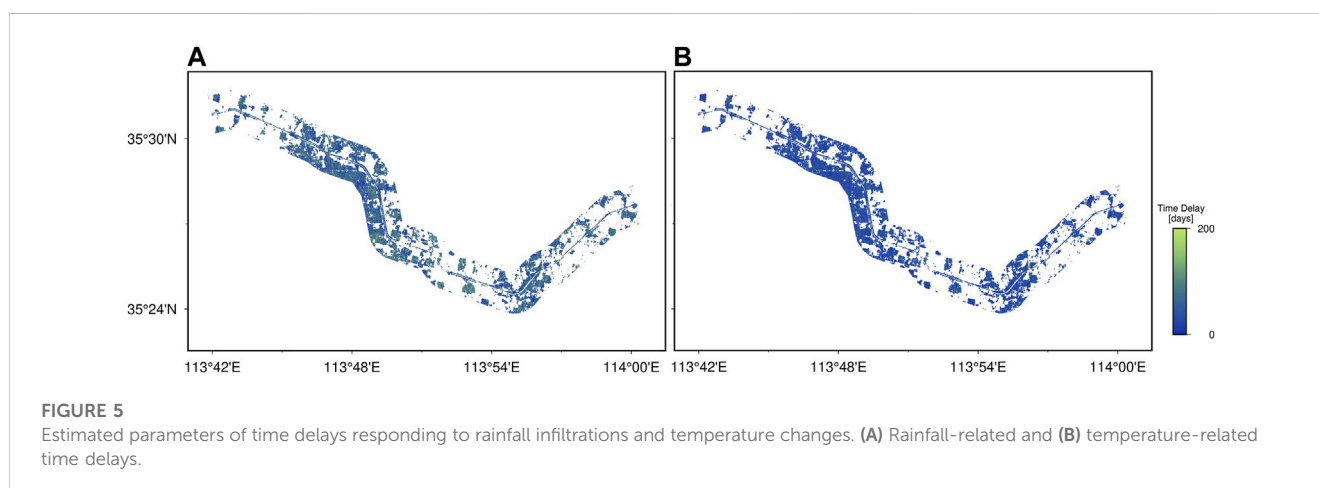 A
B
35°30'N
35°24'N
113°42'E
113°48'E
113°54'E
114°00'E
113°42'E
113°48'E
113°54'E
114°00'E
Time Delay
[days]
200
0
FIGURE 5
Estimated parameters of time delays responding to rainfall infiltrations and temperature changes. (A) Rainfall-related and (B) temperature-related
time delays.